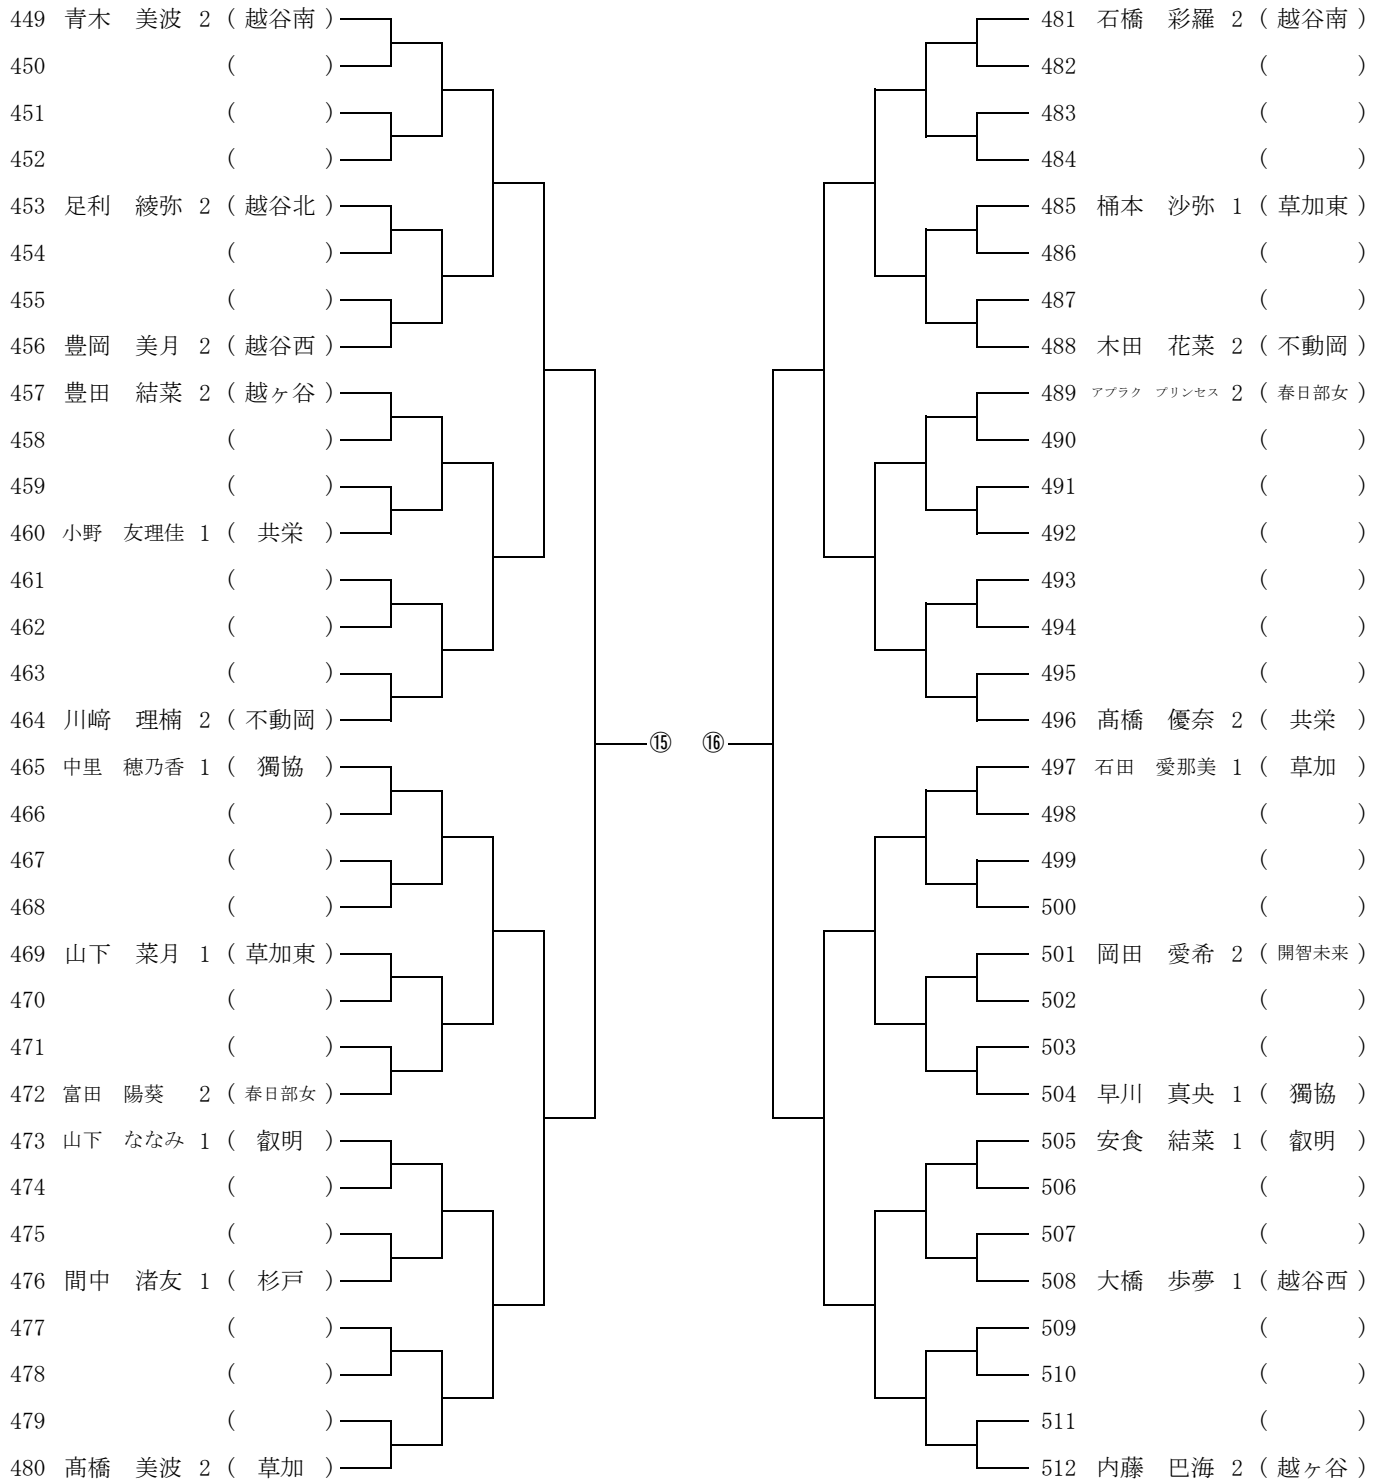 449 青木　美波 2 ( 越谷南 )
450 ( )
451 ( )
452 ( )
453 足利　綾弥 2 ( 越谷北 )
454 ( )
455 ( )
456 豊岡　美月 2 ( 越谷西 )
457 豊田　結菜 2 ( 越ヶ谷 )
458 ( )
459 ( )
460 小野　友理佳 1 ( 共栄 )
461 ( )
462 ( )
463 ( )
464 川﨑　理楠 2 ( 不動岡 )
465 中里　穂乃香 1 ( 獨協 )
466 ( )
467 ( )
468 ( )
469 山下　菜月 1 ( 草加東 )
470 ( )
471 ( )
472 富田　陽葵 2 ( 春日部女 )
473 山下　ななみ 1 ( 叡明 )
474 ( )
475 ( )
476 間中　渚友 1 ( 杉戸 )
477 ( )
478 ( )
479 ( )
480 髙橋　美波 2 ( 草加 )
⑮ ⑯
481 石橋　彩羅 2 ( 越谷南 )
482 ( )
483 ( )
484 ( )
485 桶本　沙弥 1 ( 草加東 )
486 ( )
487 ( )
488 木田　花菜 2 ( 不動岡 )
489 アブラク　プリンセス 2 ( 春日部女 )
490 ( )
491 ( )
492 ( )
493 ( )
494 ( )
495 ( )
496 髙橋　優奈 2 ( 共栄 )
497 石田　愛那美 1 ( 草加 )
498 ( )
499 ( )
500 ( )
501 岡田　愛希 2 ( 開智未来 )
502 ( )
503 ( )
504 早川　真央 1 ( 獨協 )
505 安食　結菜 1 ( 叡明 )
506 ( )
507 ( )
508 大橋　歩夢 1 ( 越谷西 )
509 ( )
510 ( )
511 ( )
512 内藤　巴海 2 ( 越ヶ谷 )